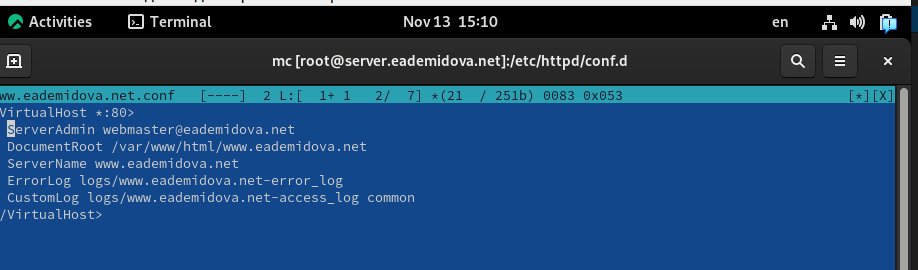 Activities
Terminal
Nov 13 15:10
en
mc [root@server.eademidova.net]:/etc/httpd/conf.d
ww.eademidova.net.conf [----] 2 L:[ 1+ 1 2/ 7] *(21 / 251b) 0083 0x053 [*][X]
VirtualHost *:80>
ServerAdmin webmaster@eademidova.net
DocumentRoot /var/www/html/www.eademidova.net
ServerName www.eademidova.net
ErrorLog logs/www.eademidova.net-error_log
CustomLog logs/www.eademidova.net-access_log common
/VirtualHost>